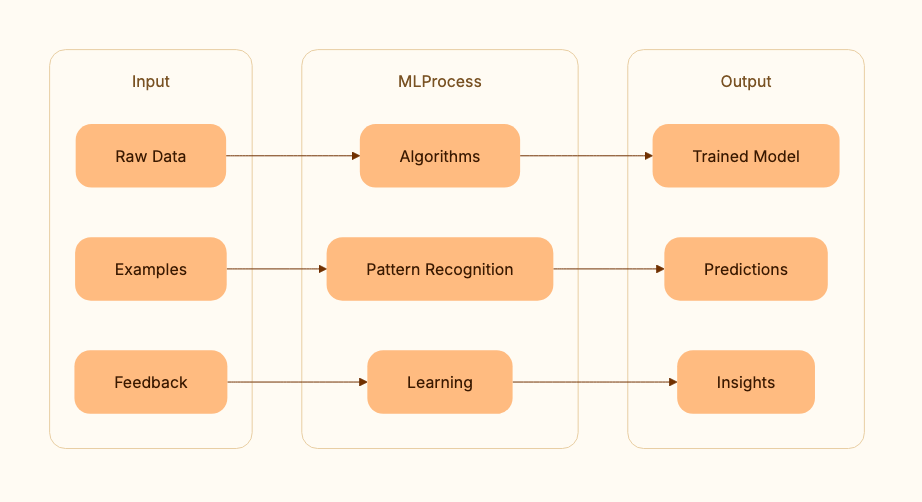 Input
MLProcess
Output
Raw Data
Algorithms
Trained Model
Examples
Pattern Recognition
Predictions
Feedback
Learning
Insights